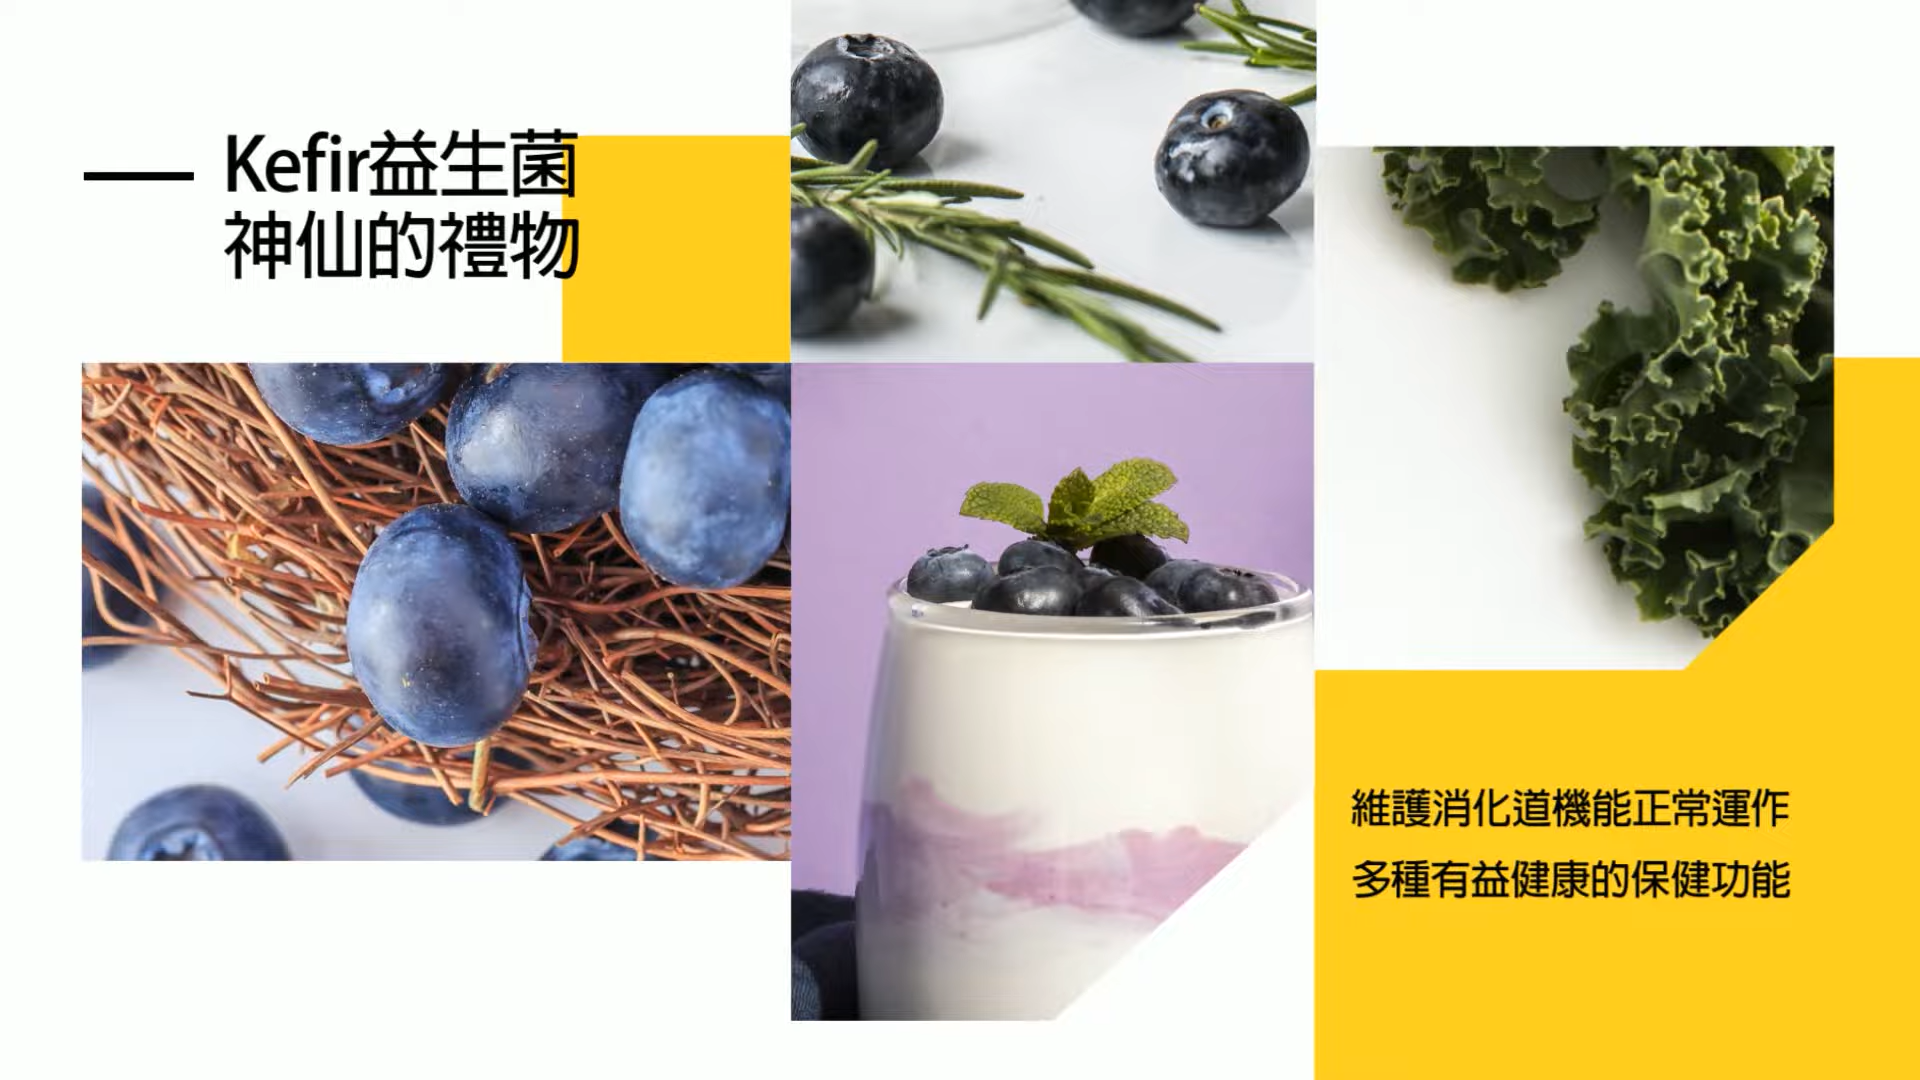 Kefir益生菌
神仙的禮物
維護消化道機能正常運作
多種有益健康的保健功能